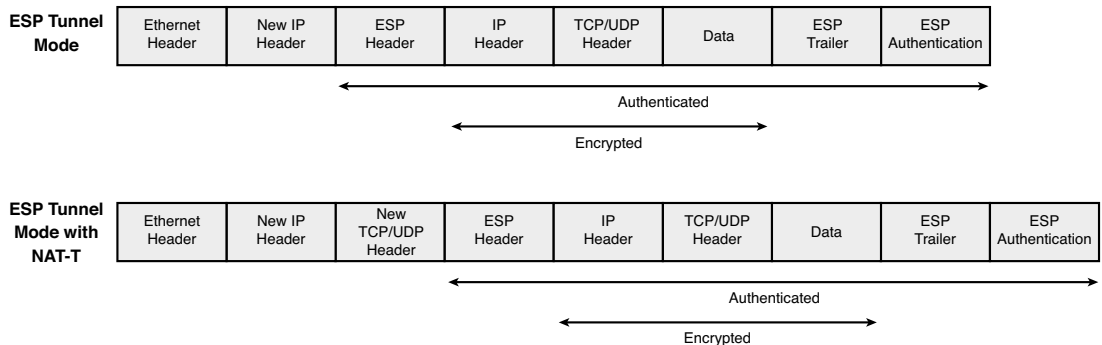 ESP Tunnel
Mode
Ethernet
Header
New IP
Header
ESP
Header
IP
Header
TCP/UDP
Header
Data
ESP
Trailer
ESP
Authentication
Authenticated
Encrypted
ESP Tunnel
Mode with
NAT-T
Ethernet
Header
New IP
Header
New
TCP/UDP
Header
ESP
Header
IP
Header
TCP/UDP
Header
Data
ESP
Trailer
ESP
Authentication
Authenticated
Encrypted